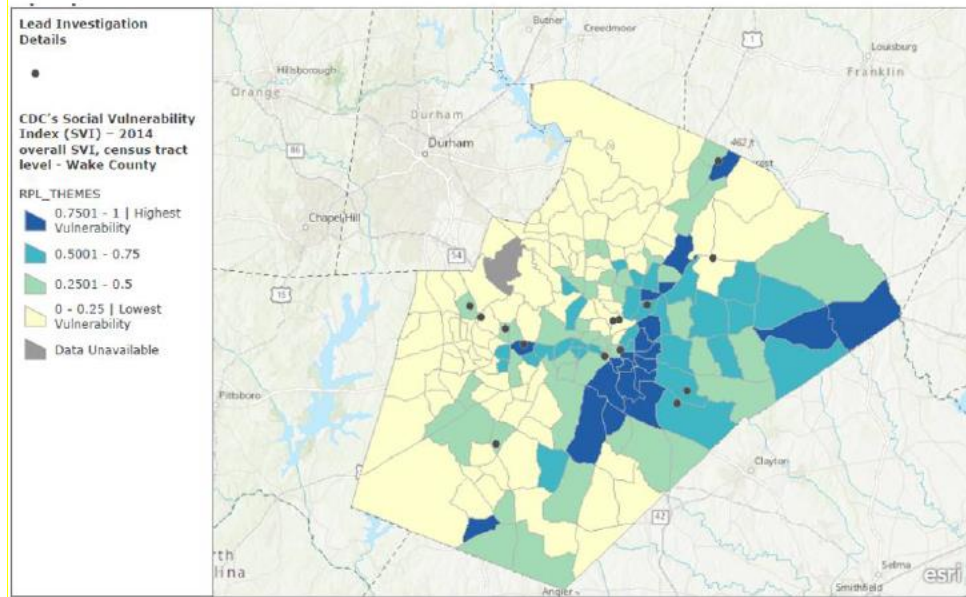 Lead Investigation
Details
CDC's Social Vulnerability
Index (SVI) – 2014
overall SVI, census tract
level - Wake County
RPL_THEMES
0.7501 - 1 | Highest
Vulnerability
0.5001 - 0.75
0.2501 - 0.5
0 - 0.25 | Lowest
Vulnerability
Data Unavailable
Butner
Creedmoor
1
Louisburg
Franklin
Hillsborough
Orange
Durham
86
Durham
462 ft
Chapel Hill
54
15
Pittsboro
Clayton
42
Angier
Selma
Smithfield
esri